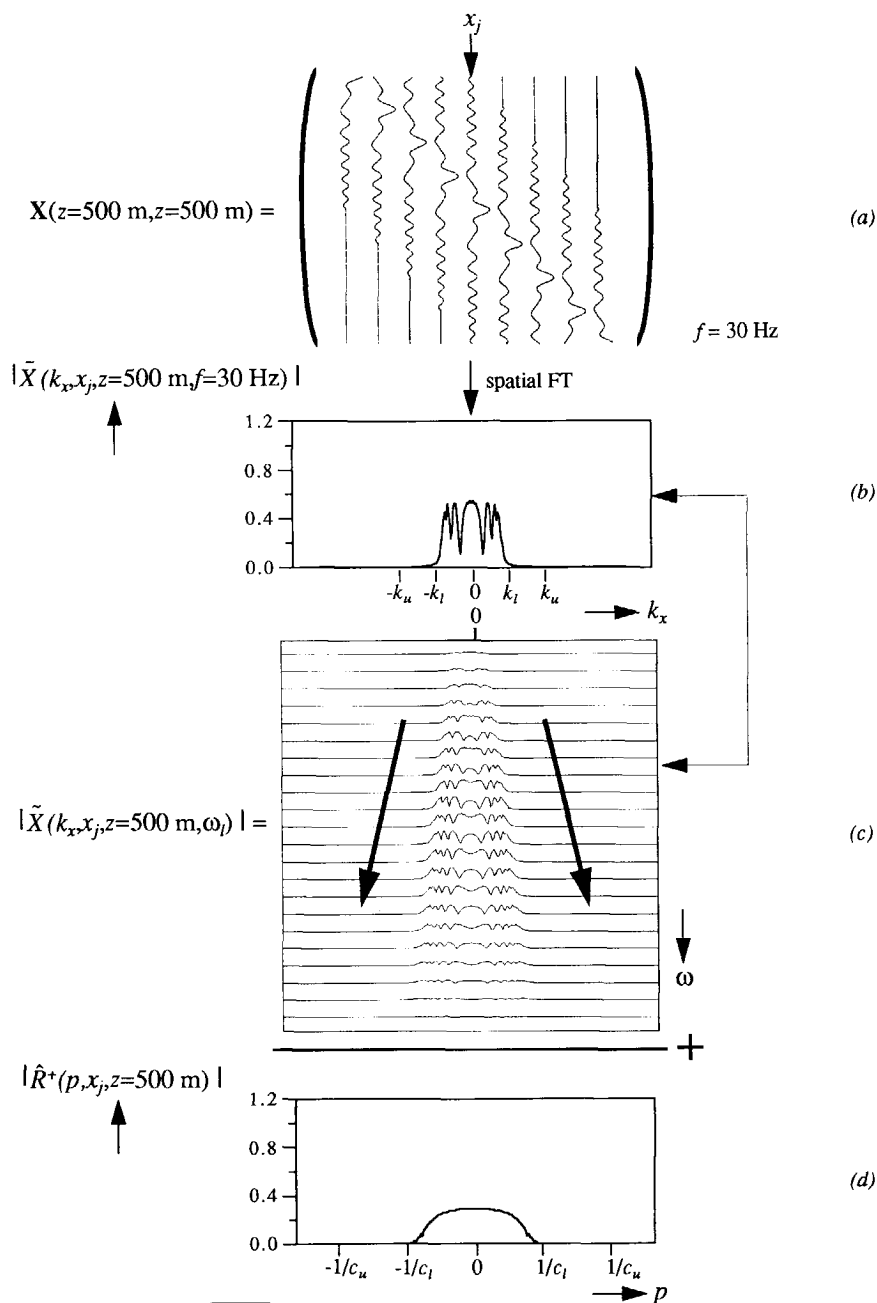 x_j
X(z=500 m,z=500 m) =
(a)
f = 30 Hz
|X̃(k_x,x_j,z=500 m,f=30 Hz)|
spatial FT
1.2
0.8
0.4
0.0
(b)
-k_u -k_l 0 k_l k_u
0
k_x
|X̃(k_x,x_j,z=500 m,ω_l)| =
(c)
ω
+
|R̂⁺(p,x_j,z=500 m)|
1.2
0.8
0.4
0.0
(d)
-1/c_u -1/c_l 0 1/c_l 1/c_u
p